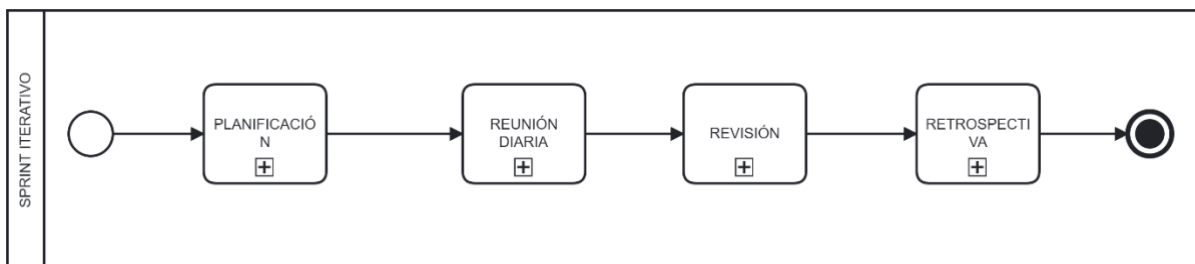 SPRINT ITERATIVO
PLANIFICACIÓ
N
REUNIÓN
DIARIA
REVISIÓN
RETROSPECTI
VA